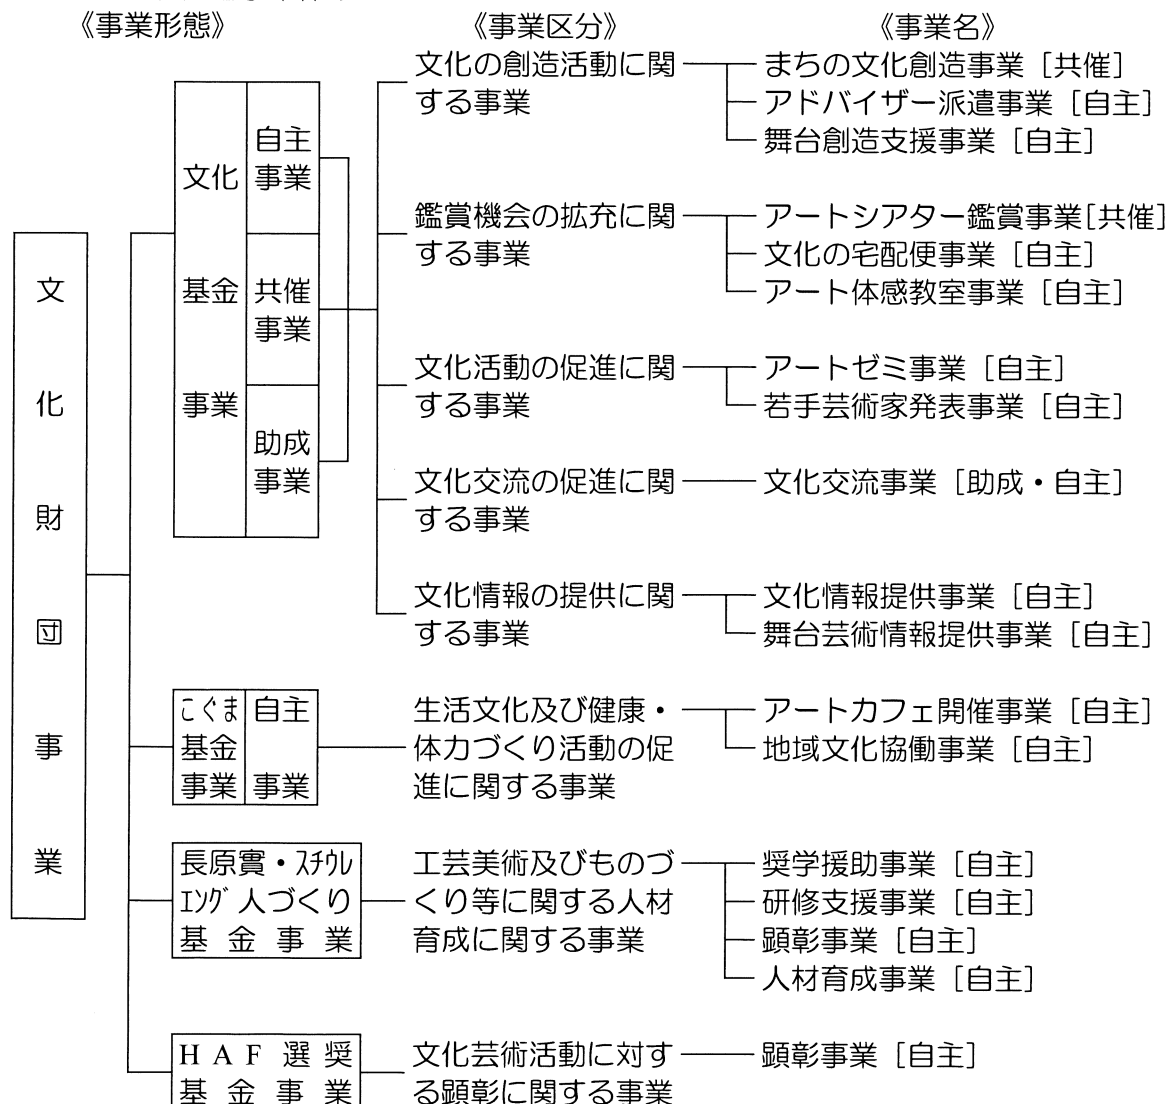 《事業形態》 《事業区分》 《事業名》
文化財団事業
文化基金事業
自主事業
共催事業
助成事業
文化の創造活動に関
する事業
まちの文化創造事業［共催］
アドバイザー派遣事業［自主］
舞台創造支援事業［自主］
鑑賞機会の拡充に関
する事業
アートシアター鑑賞事業［共催］
文化の宅配便事業［自主］
アート体感教室事業［自主］
文化活動の促進に関
する事業
アートゼミ事業［自主］
若手芸術家発表事業［自主］
文化交流の促進に関
する事業
文化交流事業［助成・自主］
文化情報の提供に関
する事業
文化情報提供事業［自主］
舞台芸術情報提供事業［自主］
こぐま
基金
事業
自主
事業
生活文化及び健康・
体力づくり活動の促
進に関する事業
アートカフェ開催事業［自主］
地域文化協働事業［自主］
長原實・ｽﾁｳﾚ
ｴﾝｸﾞ人づくり
基金事業
工芸美術及びものづ
くり等に関する人材
育成に関する事業
奨学援助事業［自主］
研修支援事業［自主］
顕彰事業［自主］
人材育成事業［自主］
ＨＡＦ選奨
基金事業
文化芸術活動に対す
る顕彰に関する事業
顕彰事業［自主］